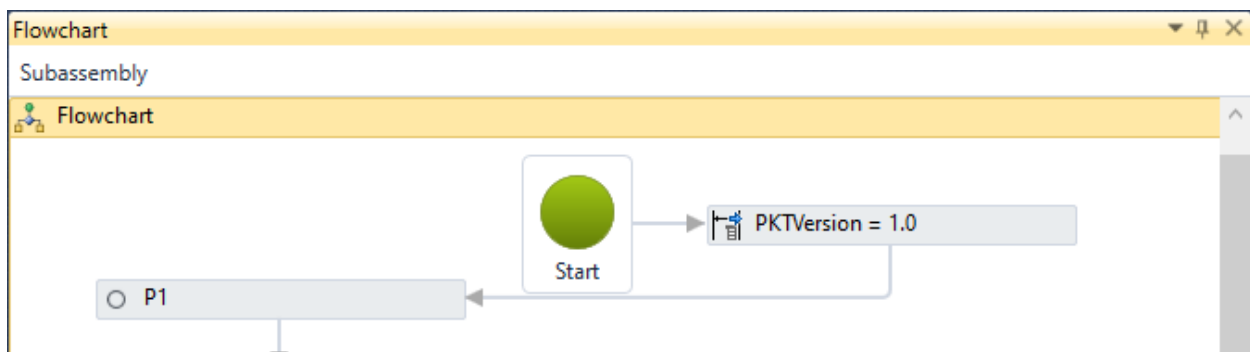 Flowchart
Subassembly
Flowchart
PKTVersion = 1.0
Start
P1